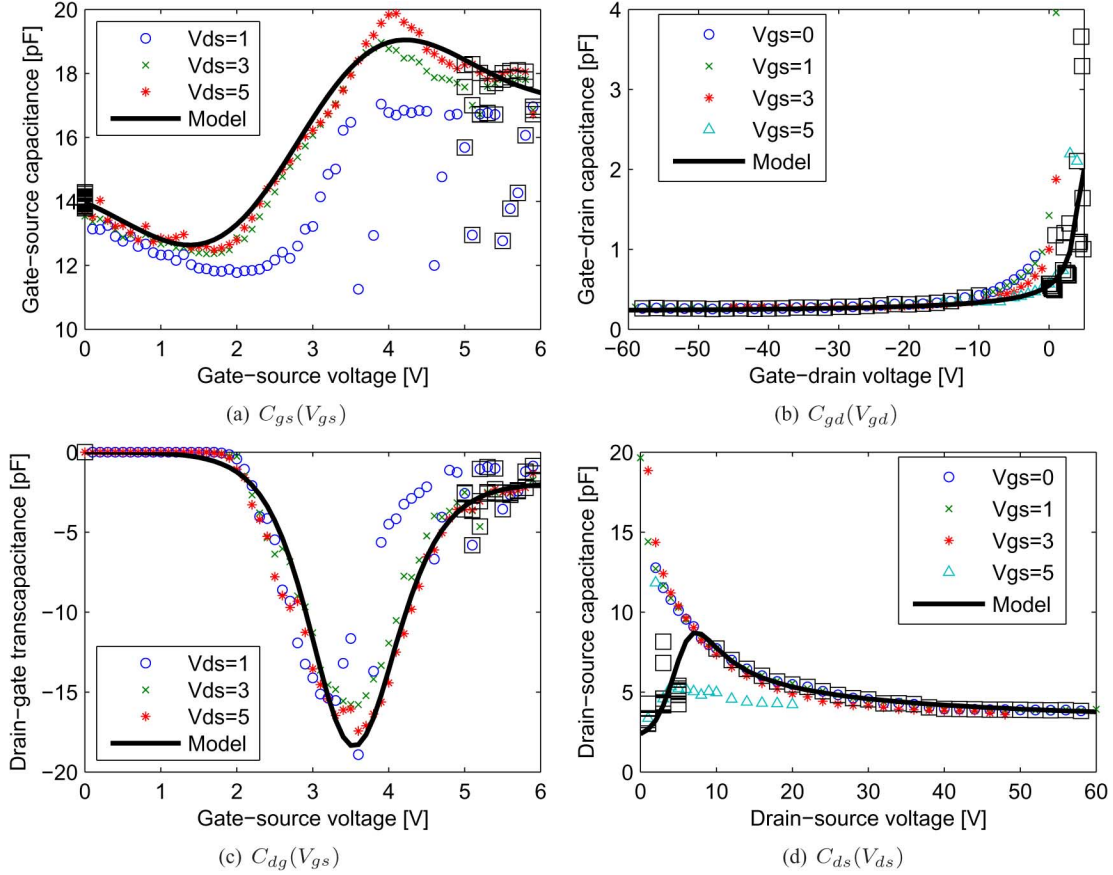 20
18
16
14
12
10
Gate−source capacitance [pF]
Vds=1
Vds=3
Vds=5
Model
0 1 2 3 4 5 6
Gate−source voltage [V]
(a) Cgs(Vgs)
4
3
2
1
0
Gate−drain capacitance [pF]
Vgs=0
Vgs=1
Vgs=3
Vgs=5
Model
−60 −50 −40 −30 −20 −10 0
Gate−drain voltage [V]
(b) Cgd(Vgd)
0
−5
−10
−15
−20
Drain−gate transcapacitance [pF]
Vds=1
Vds=3
Vds=5
Model
0 1 2 3 4 5 6
Gate−source voltage [V]
(c) Cdg(Vgs)
20
15
10
5
0
Drain−source capacitance [pF]
Vgs=0
Vgs=1
Vgs=3
Vgs=5
Model
0 10 20 30 40 50 60
Drain−source voltage [V]
(d) Cds(Vds)